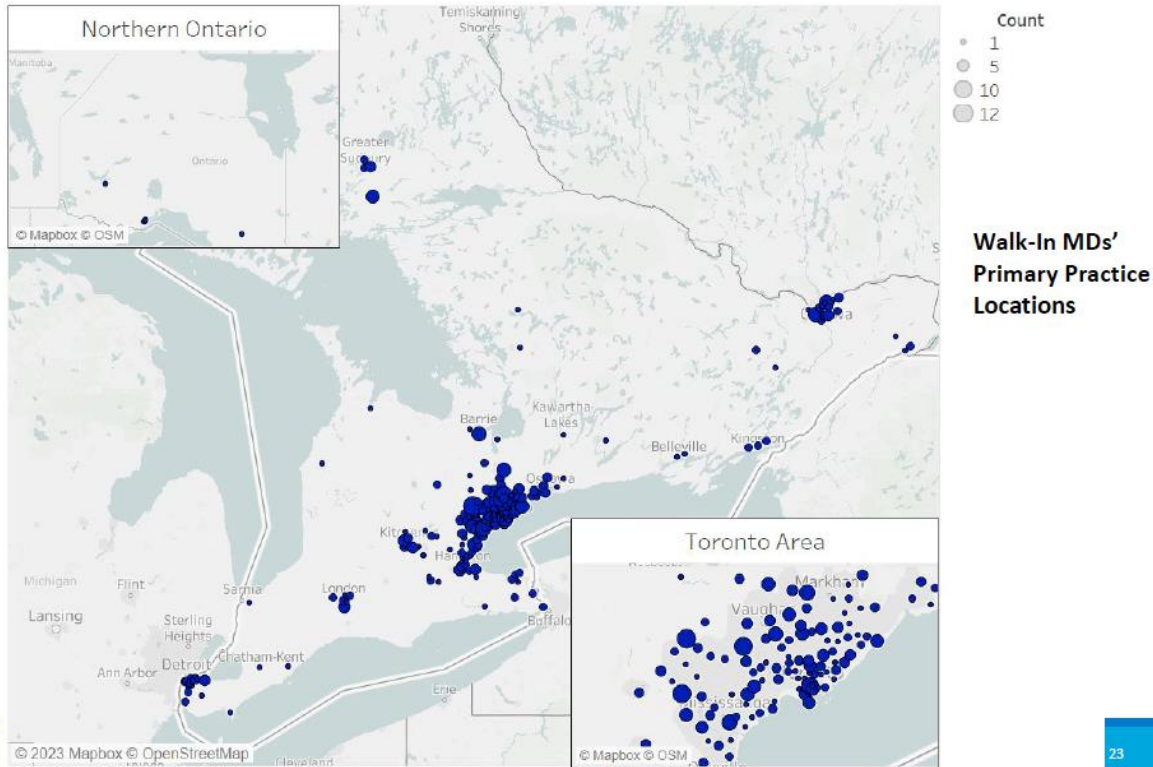 Northern Ontario
Manitoba
Ontario
© Mapbox © OSM
Temiskaming
Shores
Greater
Sudbury
Barrie
Kawartha
Lakes
Belleville
Kingston
Oshawa
Hamilton
London
Sarnia
Michigan
Flint
Lansing
Sterling
Heights
Ann Arbor
Detroit
Chatham-Kent
Buffalo
Erie
Cleveland
© 2023 Mapbox © OpenStreetMap
Toronto Area
Markham
Vaughan
Mississauga
© Mapbox © OSM
Count
1
5
10
12
Walk-In MDs’
Primary Practice
Locations
23